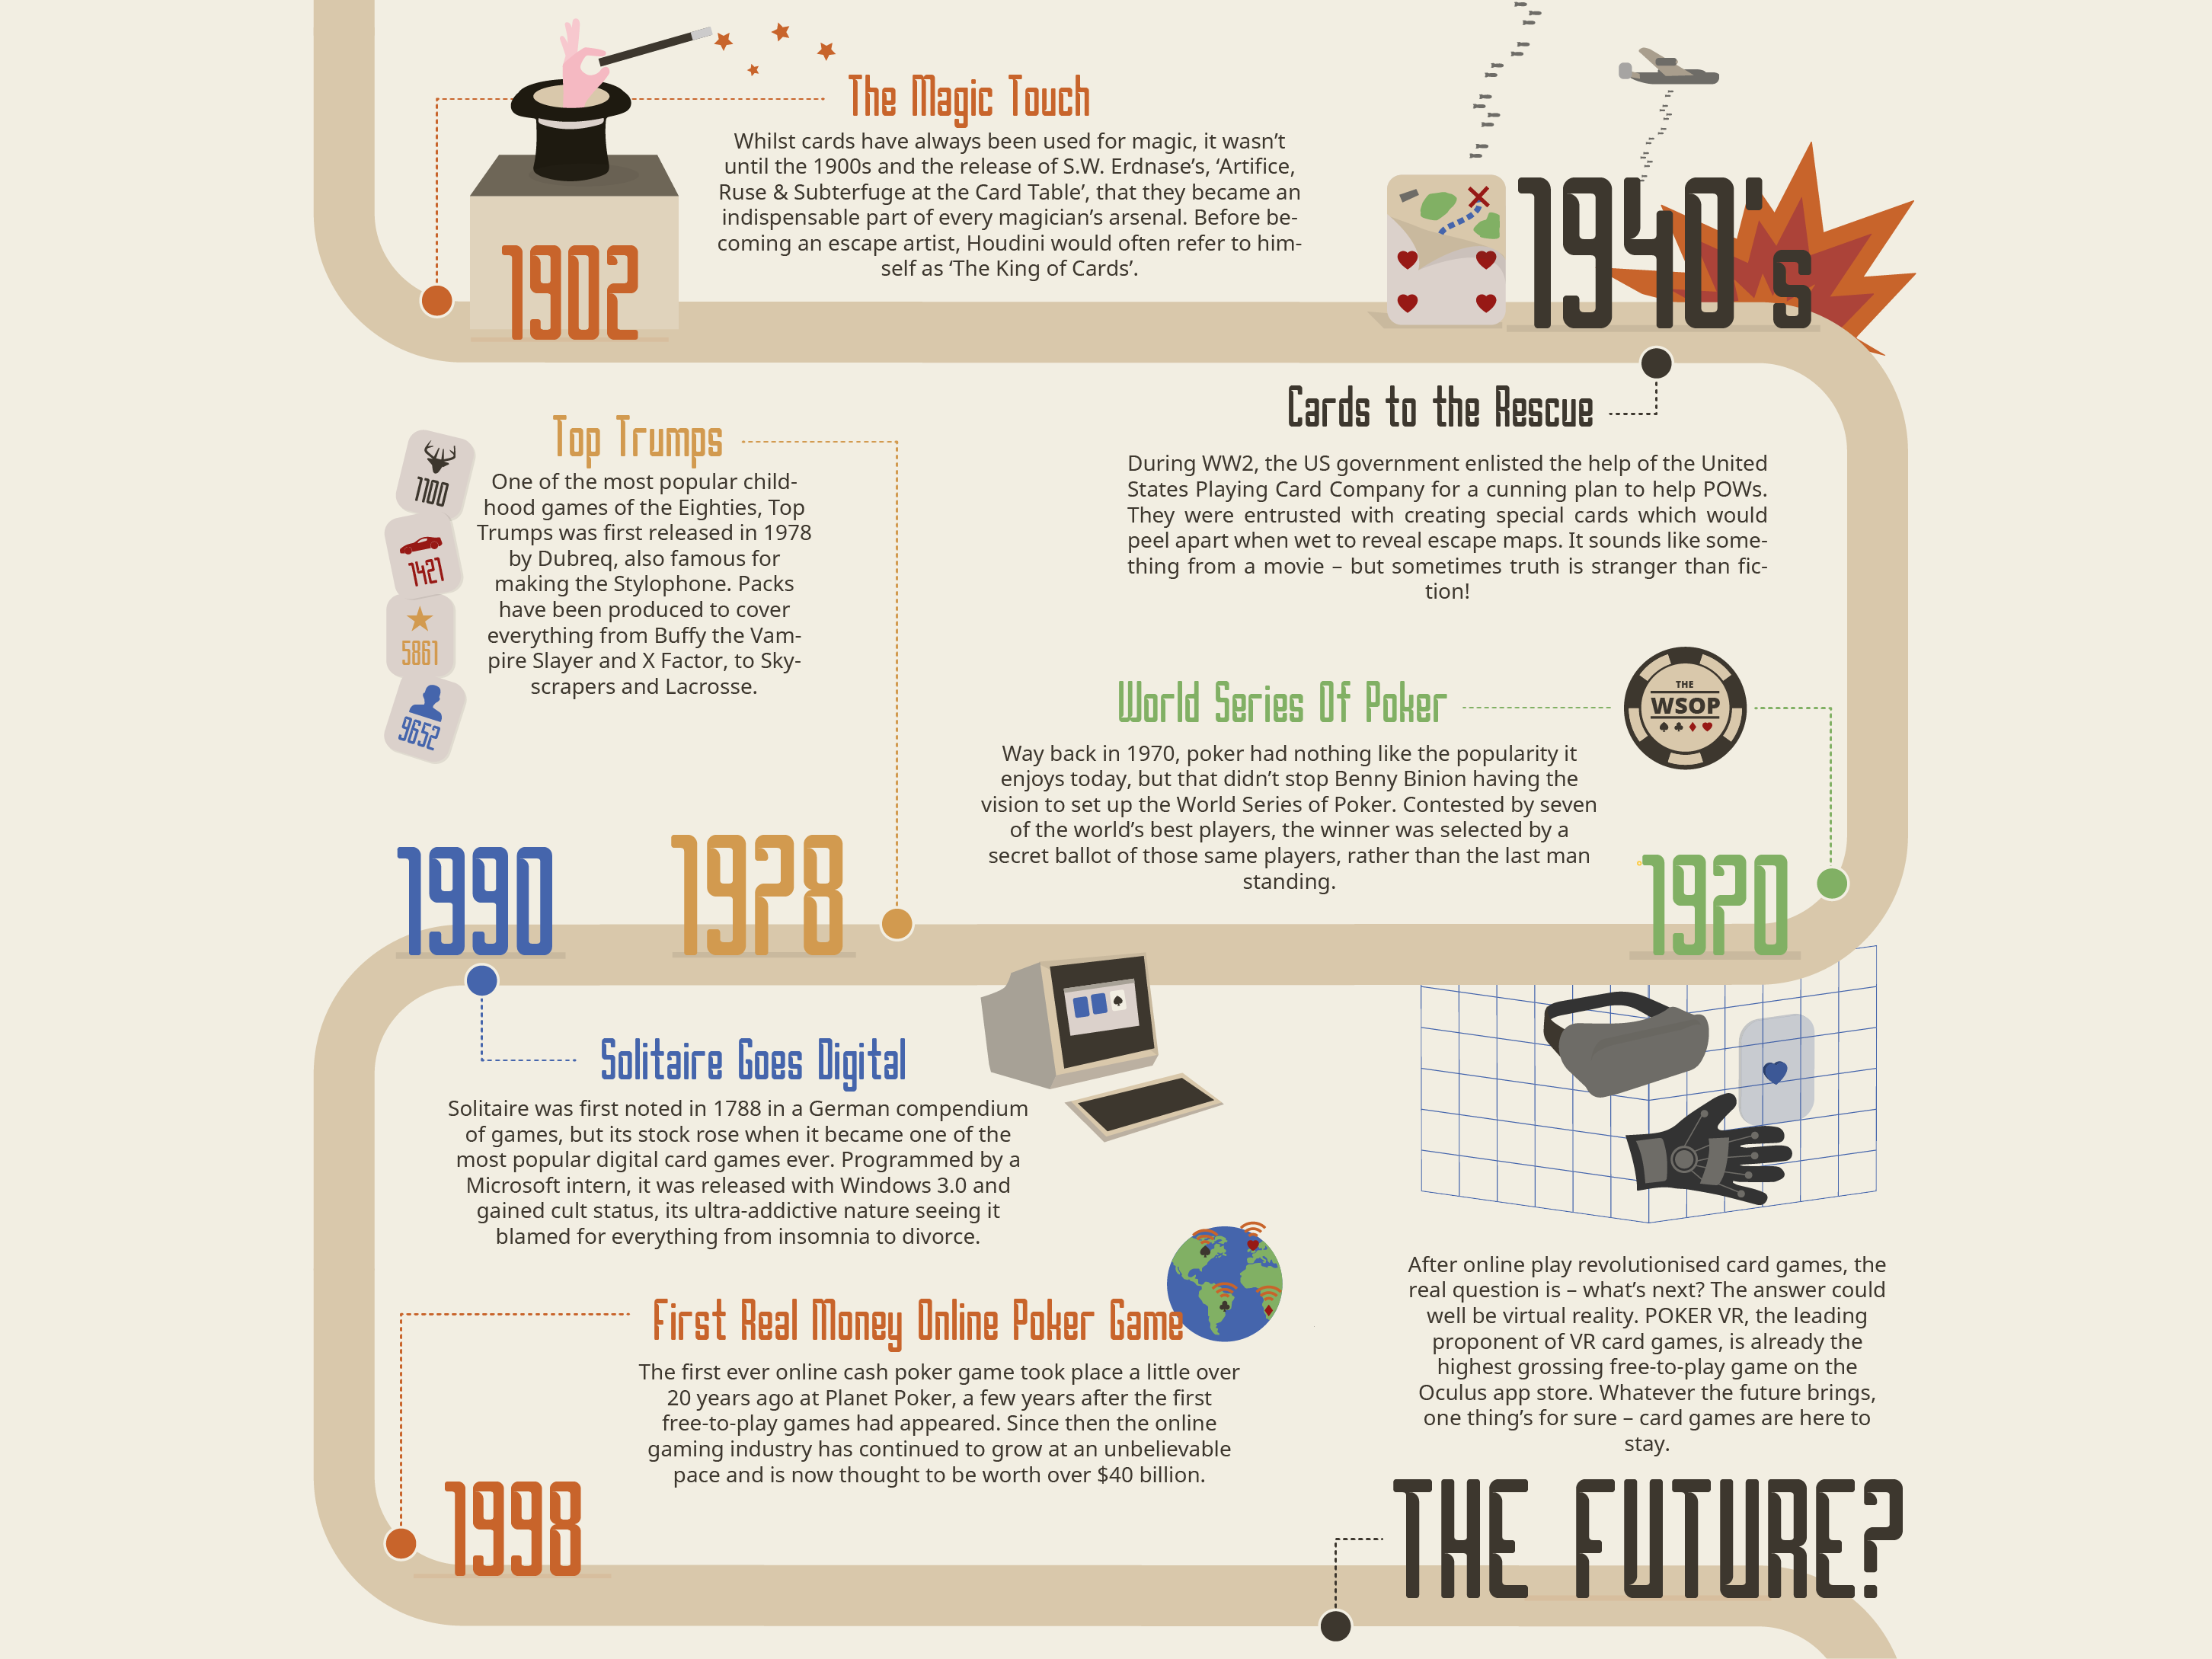 The Magic Touch
Whilst cards have always been used for magic, it wasn’t
until the 1900s and the release of S.W. Erdnase’s, ‘Artifice,
Ruse & Subterfuge at the Card Table’, that they became an
indispensable part of every magician’s arsenal. Before be-
coming an escape artist, Houdini would often refer to him-
self as ‘The King of Cards’.
1902
1940's
Cards to the Rescue
During WW2, the US government enlisted the help of the United
States Playing Card Company for a cunning plan to help POWs.
They were entrusted with creating special cards which would
peel apart when wet to reveal escape maps. It sounds like some-
thing from a movie – but sometimes truth is stranger than fic-
tion!
World Series Of Poker
THE
WSOP
Way back in 1970, poker had nothing like the popularity it
enjoys today, but that didn’t stop Benny Binion having the
vision to set up the World Series of Poker. Contested by seven
of the world’s best players, the winner was selected by a
secret ballot of those same players, rather than the last man
standing.
1970
Top Trumps
One of the most popular child-
hood games of the Eighties, Top
Trumps was first released in 1978
by Dubreq, also famous for
making the Stylophone. Packs
have been produced to cover
everything from Buffy the Vam-
pire Slayer and X Factor, to Sky-
scrapers and Lacrosse.
1100
1421
5861
9652
1978
1990
Solitaire Goes Digital
Solitaire was first noted in 1788 in a German compendium
of games, but its stock rose when it became one of the
most popular digital card games ever. Programmed by a
Microsoft intern, it was released with Windows 3.0 and
gained cult status, its ultra-addictive nature seeing it
blamed for everything from insomnia to divorce.
First Real Money Online Poker Game
The first ever online cash poker game took place a little over
20 years ago at Planet Poker, a few years after the first
free-to-play games had appeared. Since then the online
gaming industry has continued to grow at an unbelievable
pace and is now thought to be worth over $40 billion.
1998
After online play revolutionised card games, the
real question is – what’s next? The answer could
well be virtual reality. POKER VR, the leading
proponent of VR card games, is already the
highest grossing free-to-play game on the
Oculus app store. Whatever the future brings,
one thing’s for sure – card games are here to
stay.
THE FUTURE?